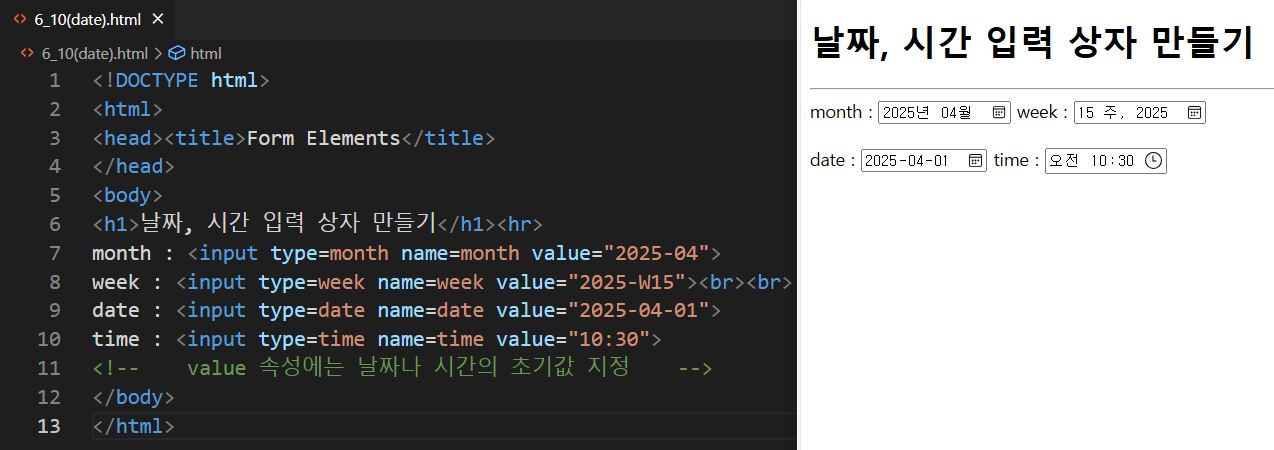 6_10(date).html
6_10(date).html > html
1 <!DOCTYPE html>
2 <html>
3 <head><title>Form Elements</title>
4 </head>
5 <body>
6 <h1>날짜, 시간 입력 상자 만들기</h1><hr>
7 month : <input type=month name=month value="2025-04">
8 week : <input type=week name=week value="2025-W15"><br><br>
9 date : <input type=date name=date value="2025-04-01">
10 time : <input type=time name=time value="10:30">
11 <!--    value 속성에는 날짜나 시간의 초기값 지정    -->
12 </body>
13 </html>
날짜, 시간 입력 상자 만들기
month : 2025년 04월 week : 15 주, 2025
date : 2025-04-01 time : 오전 10:30